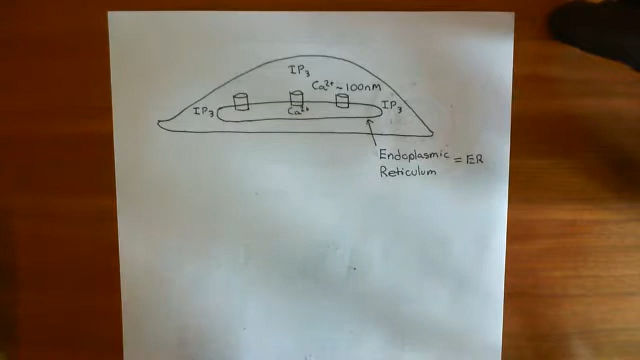 IP₃
Ca²⁺ ~100nM
IP₃
Ca²⁺
IP₃
Endoplasmic
Reticulum = ER